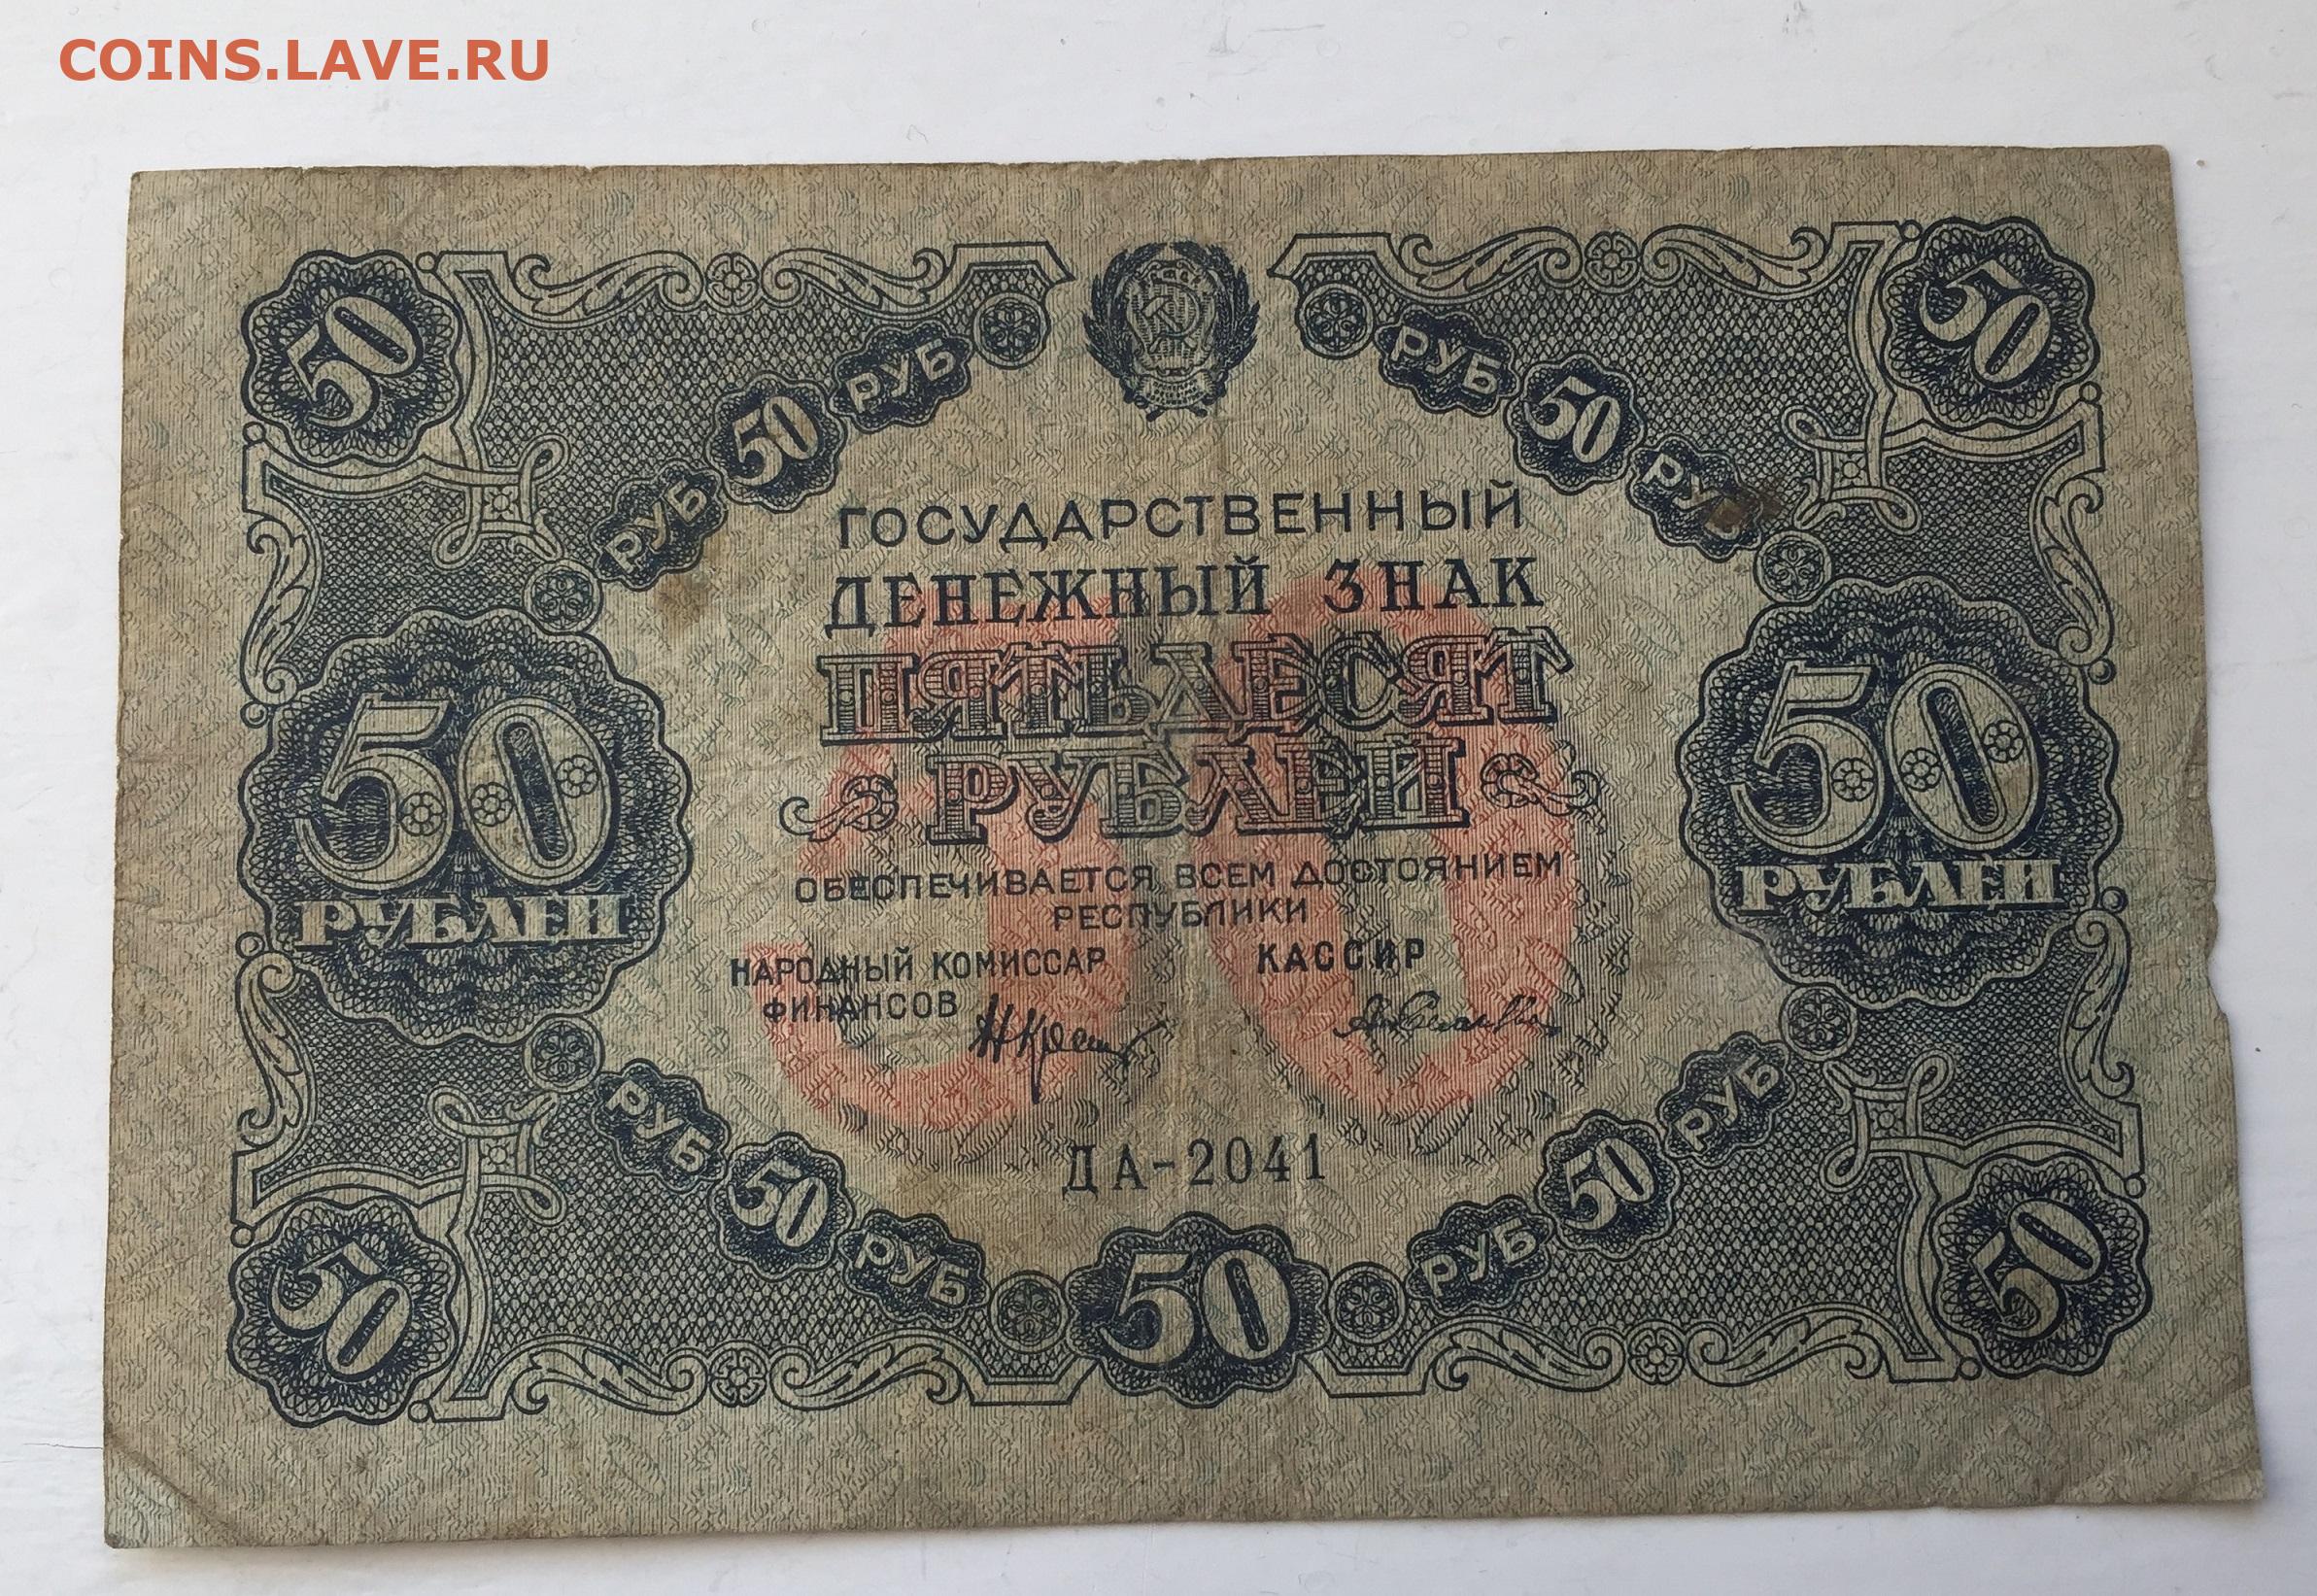 COINS.LAVE.RU
50
50
РУБ 50 РУБ
РУБ 50 РУБ
ГОСУДАРСТВЕННЫЙ
ДЕНЕЖНЫЙ ЗНАК
ПЯТЬДЕСЯТ
РУБЛЕЙ
50
РУБЛЕЙ
50
РУБЛЕЙ
ОБЕСПЕЧИВАЕТСЯ ВСЕМ ДОСТОЯНИЕМ
РЕСПУБЛИКИ
НАРОДНЫЙ КОМИССАР
ФИНАНСОВ
КАССИР
50
ДА-2041
РУБ 50 РУБ
50
РУБ 50 РУБ
50
50